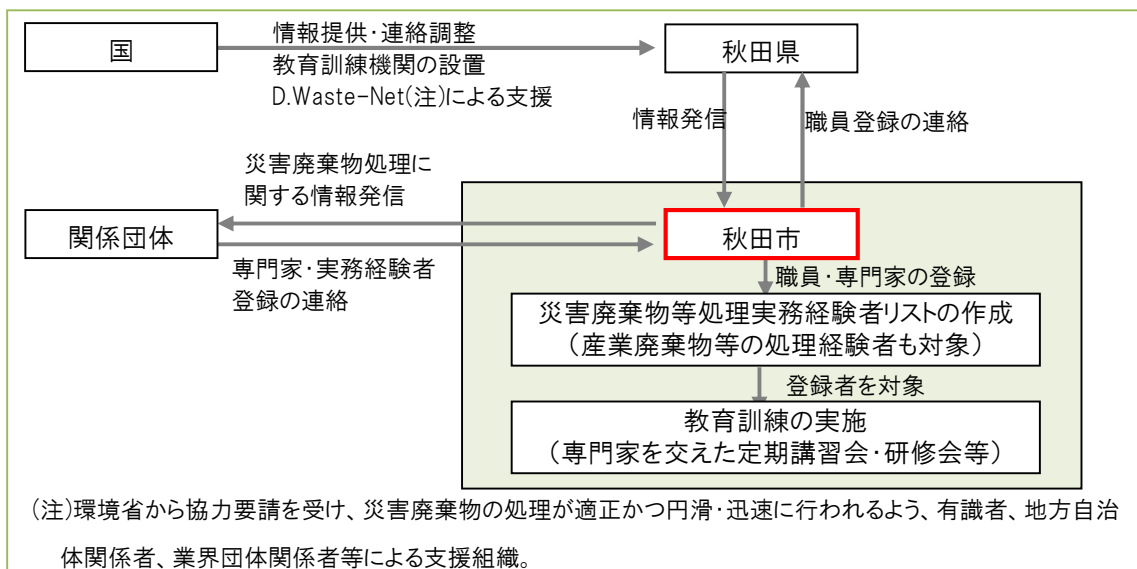 国
情報提供・連絡調整
教育訓練機関の設置
D.Waste-Net(注)による支援
秋田県
情報発信
職員登録の連絡
災害廃棄物処理に
関する情報発信
関係団体
専門家・実務経験者
登録の連絡
秋田市
職員・専門家の登録
災害廃棄物等処理実務経験者リストの作成
（産業廃棄物等の処理経験者も対象）
登録者を対象
教育訓練の実施
（専門家を交えた定期講習会・研修会等）
(注)環境省から協力要請を受け、災害廃棄物の処理が適正かつ円滑・迅速に行われるよう、有識者、地方自治
体関係者、業界団体関係者等による支援組織。